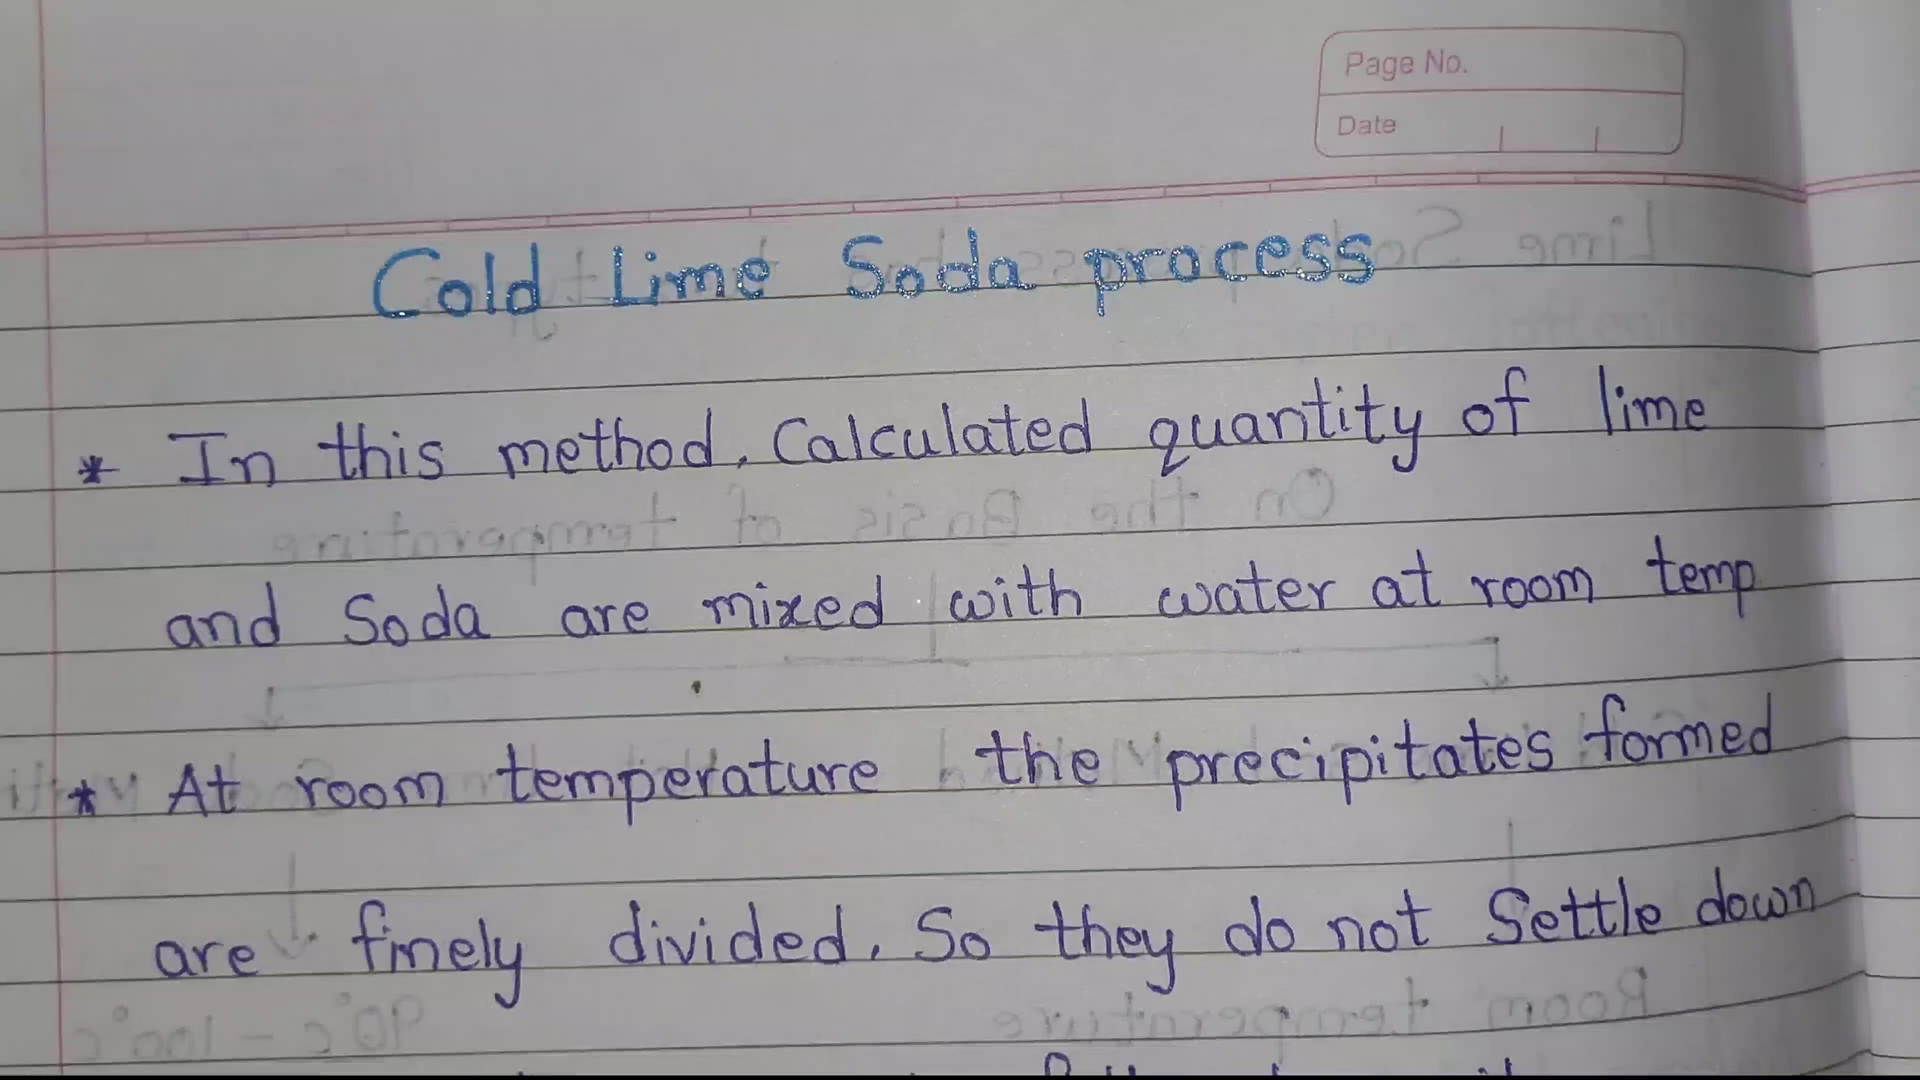 Page No.
Date
Cold Lime Soda process
* In this method, Calculated quantity of lime
and Soda are mixed with water at room temp
* At room temperature the precipitates formed
are finely divided. So they do not Settle down